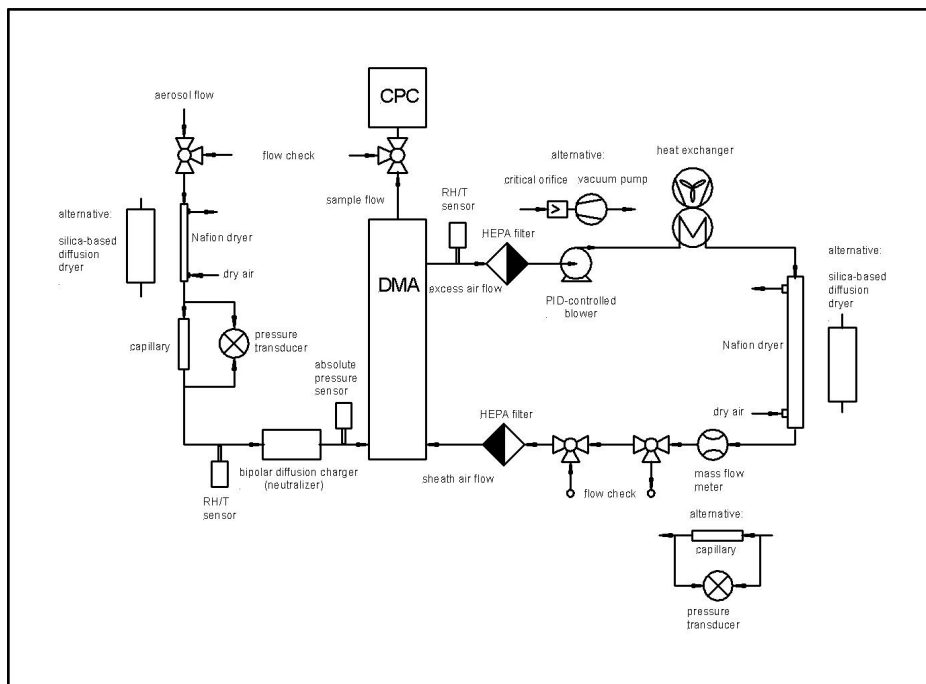 CPC
aerosol flow
flow check
sample flow
alternative:
silica-based
diffusion
dryer
Nafion dryer
dry air
capillary
pressure
transducer
absolute
pressure
sensor
bipolar diffusion charger
(neutralizer)
RH/T
sensor
DMA
RH/T
sensor
HEPA filter
excess air flow
alternative:
critical orifice
vacuum pump
PID-controlled
blower
heat exchanger
alternative:
silica-based
diffusion
dryer
Nafion dryer
dry air
HEPA filter
sheath air flow
flow check
mass flow
meter
alternative:
capillary
pressure
transducer